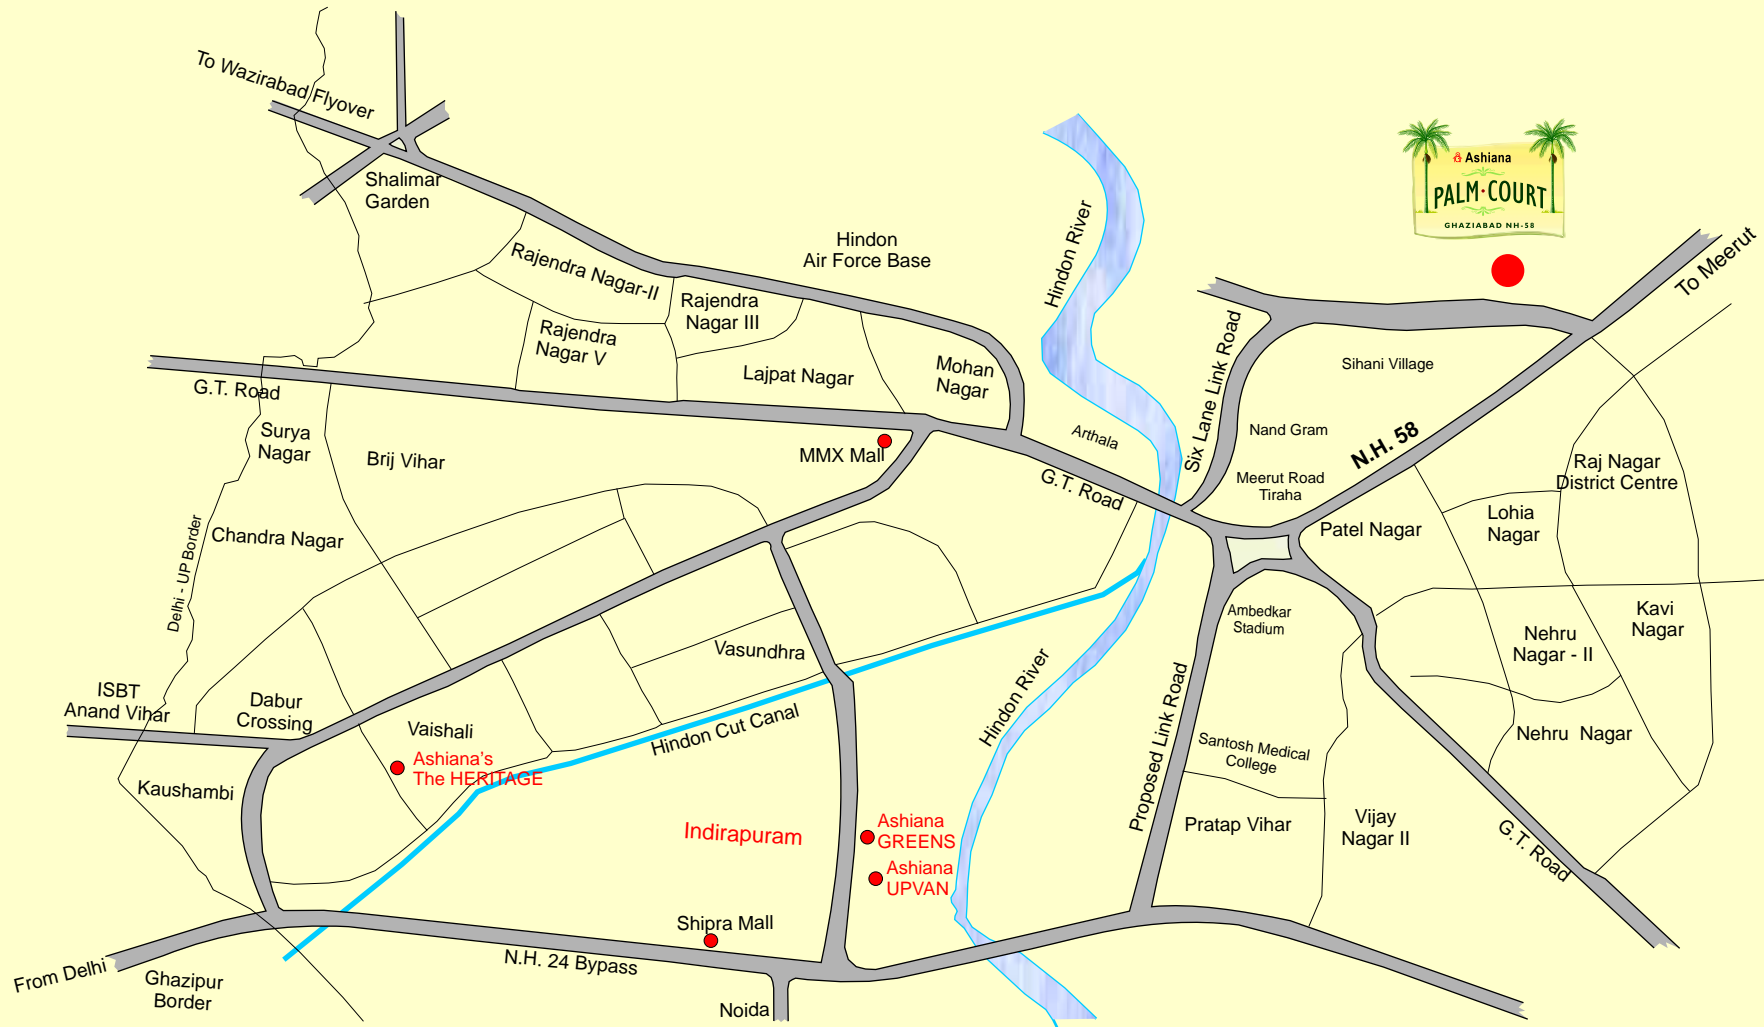 To Wazirabad Flyover
Shalimar
Garden
Ashiana
PALM·COURT
GHAZIABAD NH-58
Hindon
Air Force Base
Hindon River
To Meerut
Rajendra Nagar-II
Rajendra
Nagar III
Rajendra
Nagar V
Lajpat Nagar
Mohan
Nagar
Six Lane Link Road
Sihani Village
G.T. Road
Surya
Nagar
Brij Vihar
MMX Mall
Arthala
G.T. Road
Nand Gram
N.H. 58
Meerut Road
Tiraha
Raj Nagar
District Centre
Patel Nagar
Lohia
Nagar
Chandra Nagar
Delhi - UP Border
Ambedkar
Stadium
Kavi
Nagar
Nehru
Nagar - II
Vasundhra
Hindon River
ISBT
Anand Vihar
Dabur
Crossing
Vaishali
Hindon Cut Canal
Proposed Link Road
Santosh Medical
College
Nehru Nagar
Ashiana's
The HERITAGE
Kaushambi
Indirapuram
Ashiana
GREENS
Ashiana
UPVAN
Pratap Vihar
Vijay
Nagar II
G.T. Road
Shipra Mall
N.H. 24 Bypass
From Delhi
Ghazipur
Border
Noida